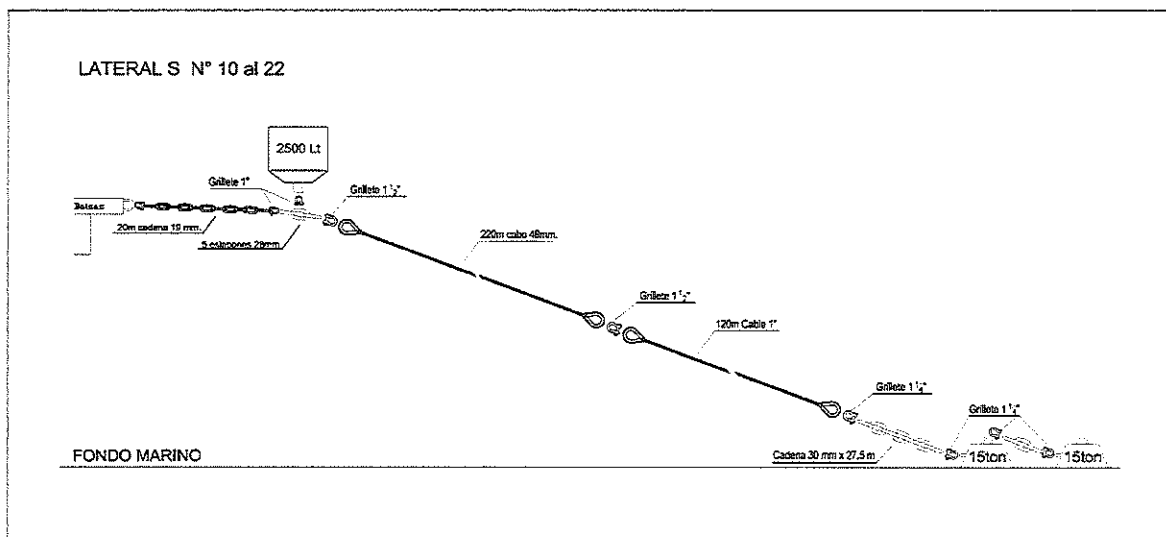 LATERAL S N° 10 al 22
2500 Lt
Grillete 1"
Grillete 1 1/2"
Balsas
20m cadena 19 mm.
5 eslabones 28mm
220m cabo 48mm.
Grillete 1 1/2"
120m Cable 1"
Grillete 1 1/4"
Grillete 1 1/4"
FONDO MARINO
Cadena 30 mm x 27,5 m
15ton
15ton